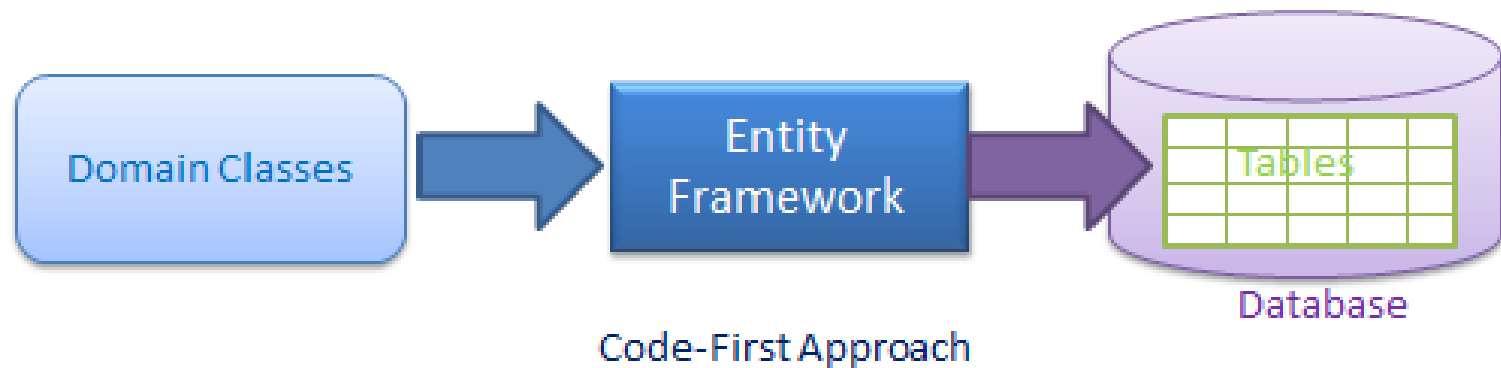 Domain Classes
Entity
Framework
Tables
Database
Code-First Approach